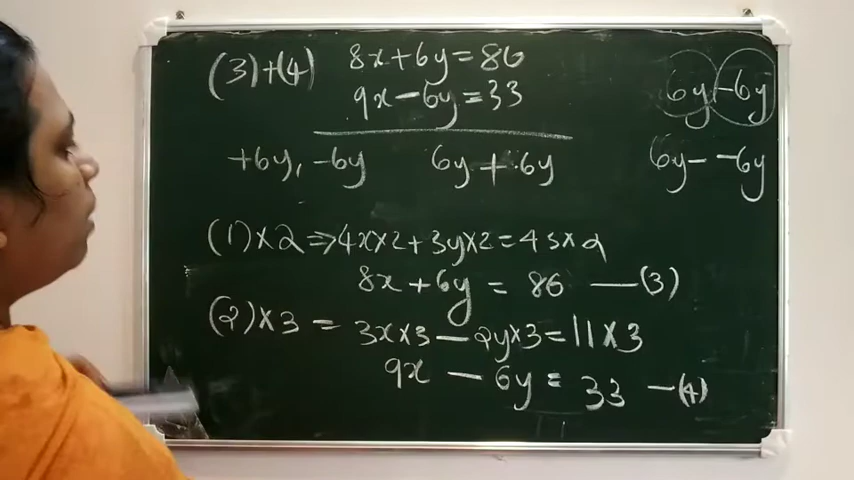 (3)+(4) 8x+6y=86
9x-6y=33
6y-6y
+6y, -6y 6y+-6y 6y--6y
(1)×2⇒4x×2+3y×2=43×2
8x+6y = 86 —(3)
(2)×3 = 3x×3-2y×3=11×3
9x - 6y = 33 —(4)